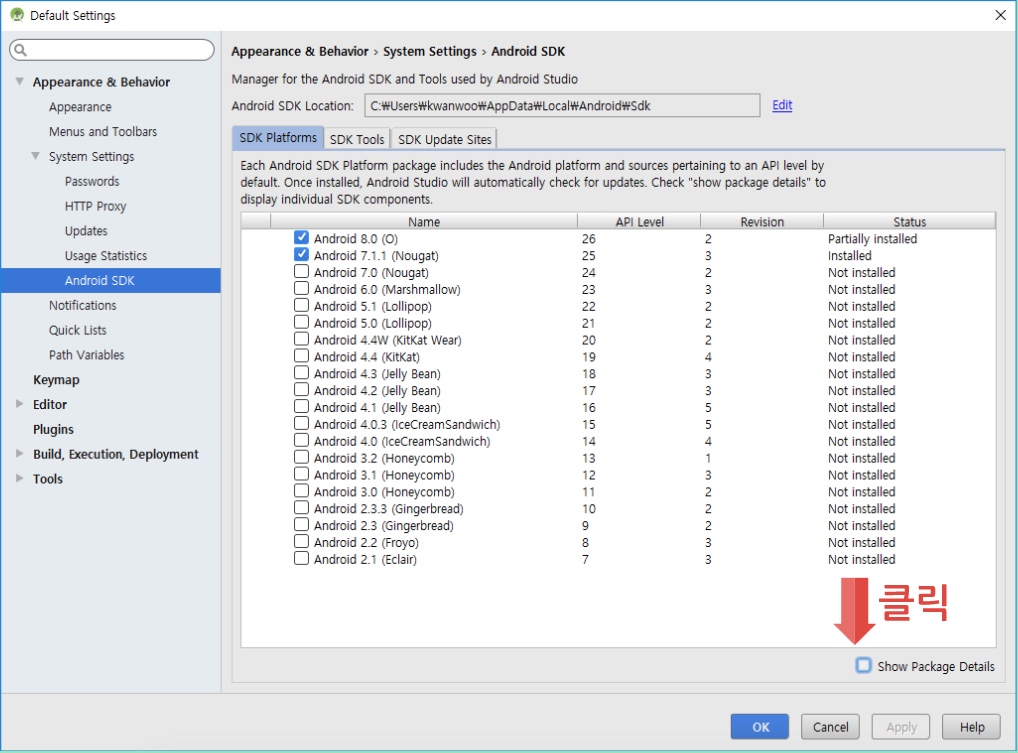 Default Settings
Appearance & Behavior › System Settings › Android SDK
Appearance & Behavior
Appearance
Menus and Toolbars
System Settings
Passwords
HTTP Proxy
Updates
Usage Statistics
Android SDK
Notifications
Quick Lists
Path Variables
Keymap
Editor
Plugins
Build, Execution, Deployment
Tools
Manager for the Android SDK and Tools used by Android Studio
Android SDK Location: C:₩Users₩kwanwoo₩AppData₩Local₩Android₩Sdk Edit
SDK Platforms SDK Tools SDK Update Sites
Each Android SDK Platform package includes the Android platform and sources pertaining to an API level by
default. Once installed, Android Studio will automatically check for updates. Check "show package details" to
display individual SDK components.
Name API Level Revision Status
Android 8.0 (O) 26 2 Partially installed
Android 7.1.1 (Nougat) 25 3 Installed
Android 7.0 (Nougat) 24 2 Not installed
Android 6.0 (Marshmallow) 23 3 Not installed
Android 5.1 (Lollipop) 22 2 Not installed
Android 5.0 (Lollipop) 21 2 Not installed
Android 4.4W (KitKat Wear) 20 2 Not installed
Android 4.4 (KitKat) 19 4 Not installed
Android 4.3 (Jelly Bean) 18 3 Not installed
Android 4.2 (Jelly Bean) 17 3 Not installed
Android 4.1 (Jelly Bean) 16 5 Not installed
Android 4.0.3 (IceCreamSandwich) 15 5 Not installed
Android 4.0 (IceCreamSandwich) 14 4 Not installed
Android 3.2 (Honeycomb) 13 1 Not installed
Android 3.1 (Honeycomb) 12 3 Not installed
Android 3.0 (Honeycomb) 11 2 Not installed
Android 2.3.3 (Gingerbread) 10 2 Not installed
Android 2.3 (Gingerbread) 9 2 Not installed
Android 2.2 (Froyo) 8 3 Not installed
Android 2.1 (Eclair) 7 3 Not installed
클릭
Show Package Details
OK Cancel Apply Help